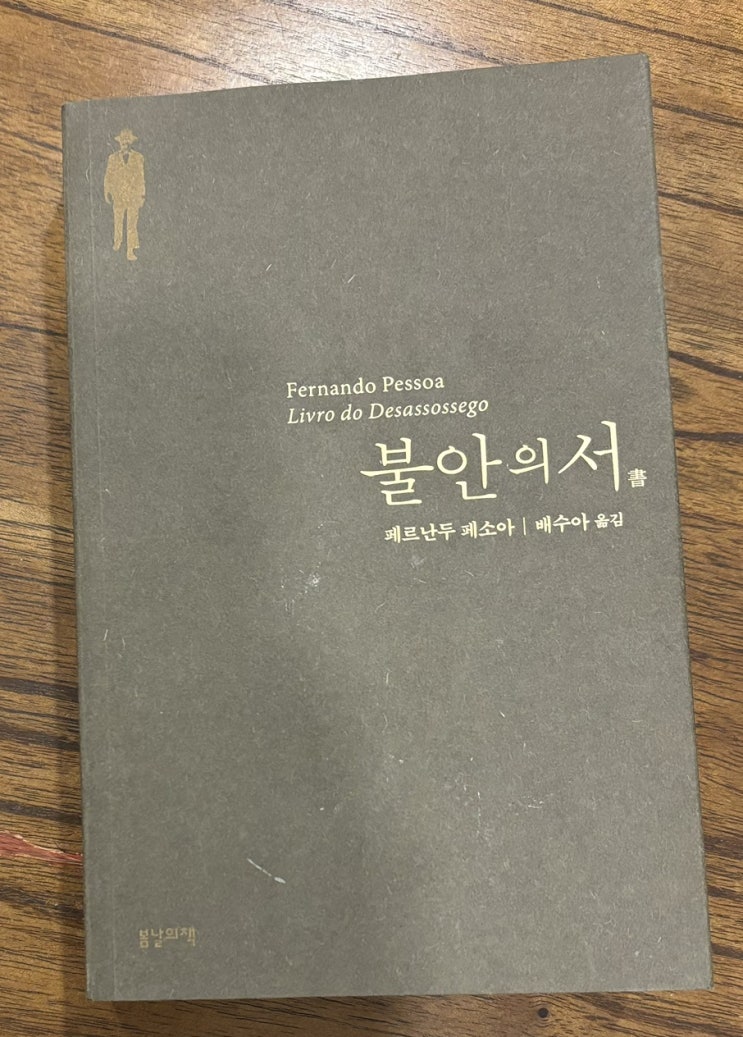 Fernando Pessoa
Livro do Desassossego
불안의서書
페르난두 페소아 | 배수아 옮김
봄날의책